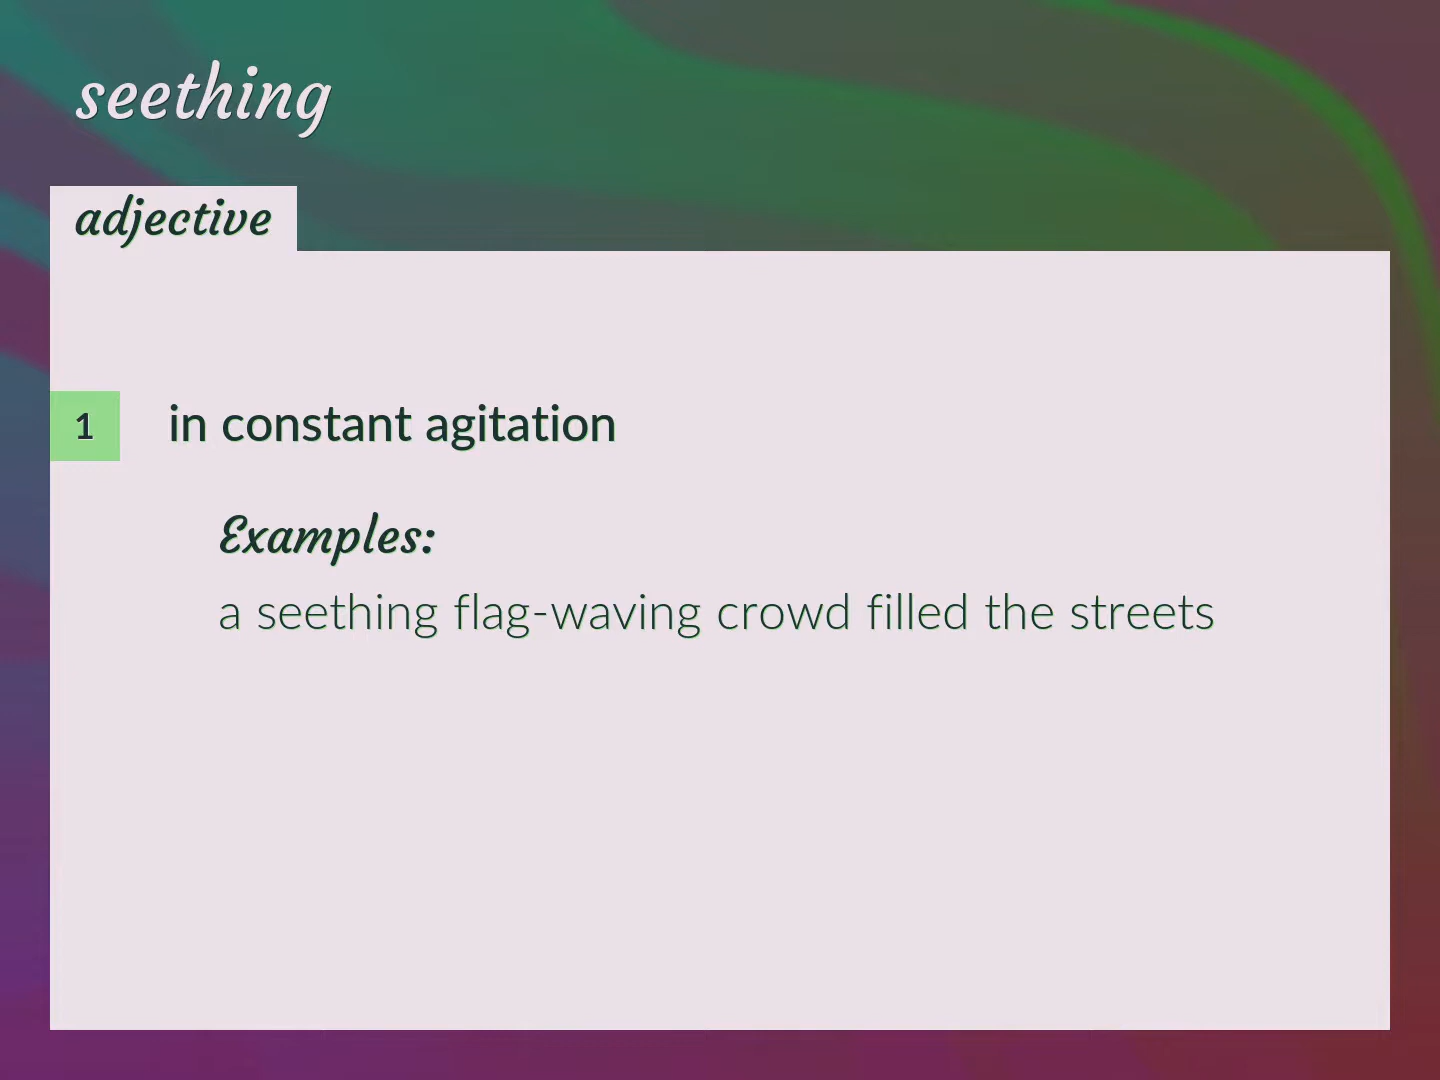 seething
adjective
1
in constant agitation
Examples:
a seething flag-waving crowd filled the streets